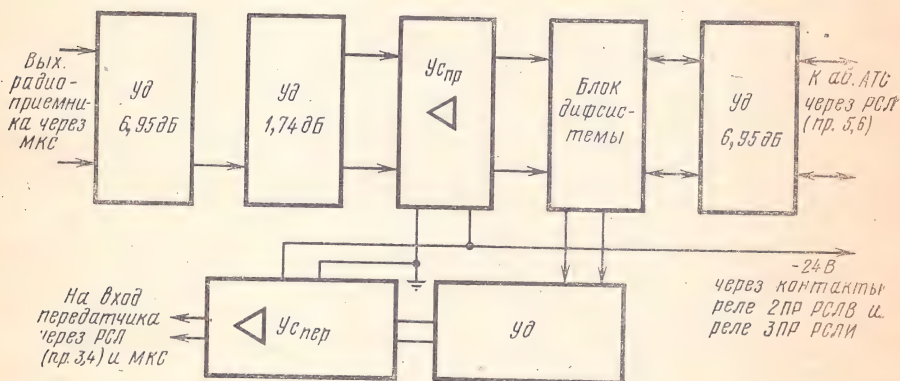 Вых.
радио-
приемни-
ка через
МКС
Уд
6,95дБ
Уд
1,74дБ
Ус пр
Блок
дифсис-
темы
Уд
6,95дБ
К аб. АТС
через РСЛ
(пр. 5,6)
На вход
передатчика
через РСЛ
(пр. 3,4) и МКС
Ус пер
Уд
-24В
через контакты
реле 2ПР РСЛВ и
реле 3ПР РСЛИ